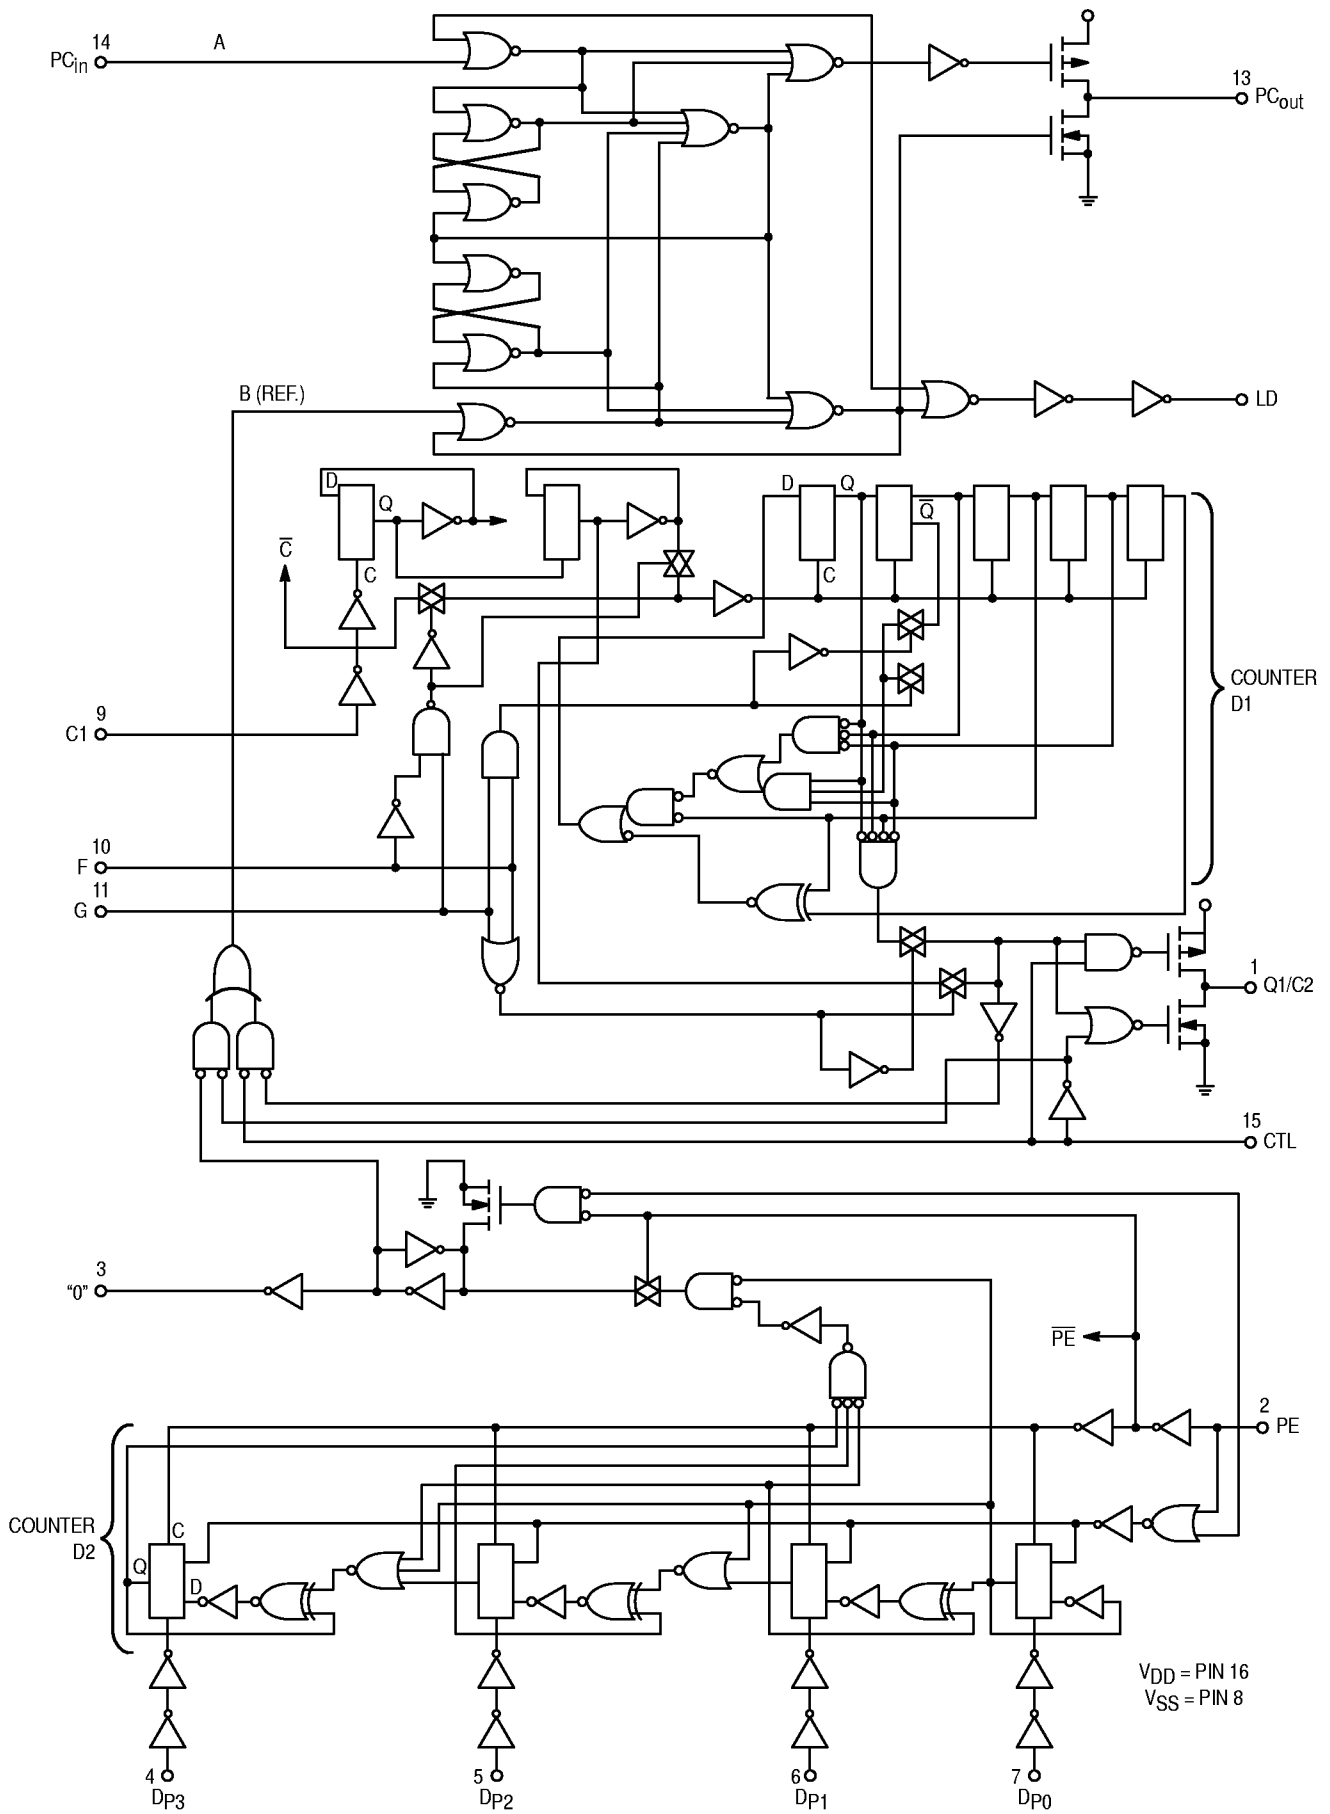 14
A
PCin
13
PCout
B (REF.)
LD
D
Q
C̅
C
D
Q
Q̅
C
COUNTER
D1
9
C1
10
F
11
G
1
Q1/C2
15
CTL
3
“0”
P̅E̅
2
PE
COUNTER
D2
C
Q
D
VDD = PIN 16
VSS = PIN 8
4
DP3
5
DP2
6
DP1
7
DP0